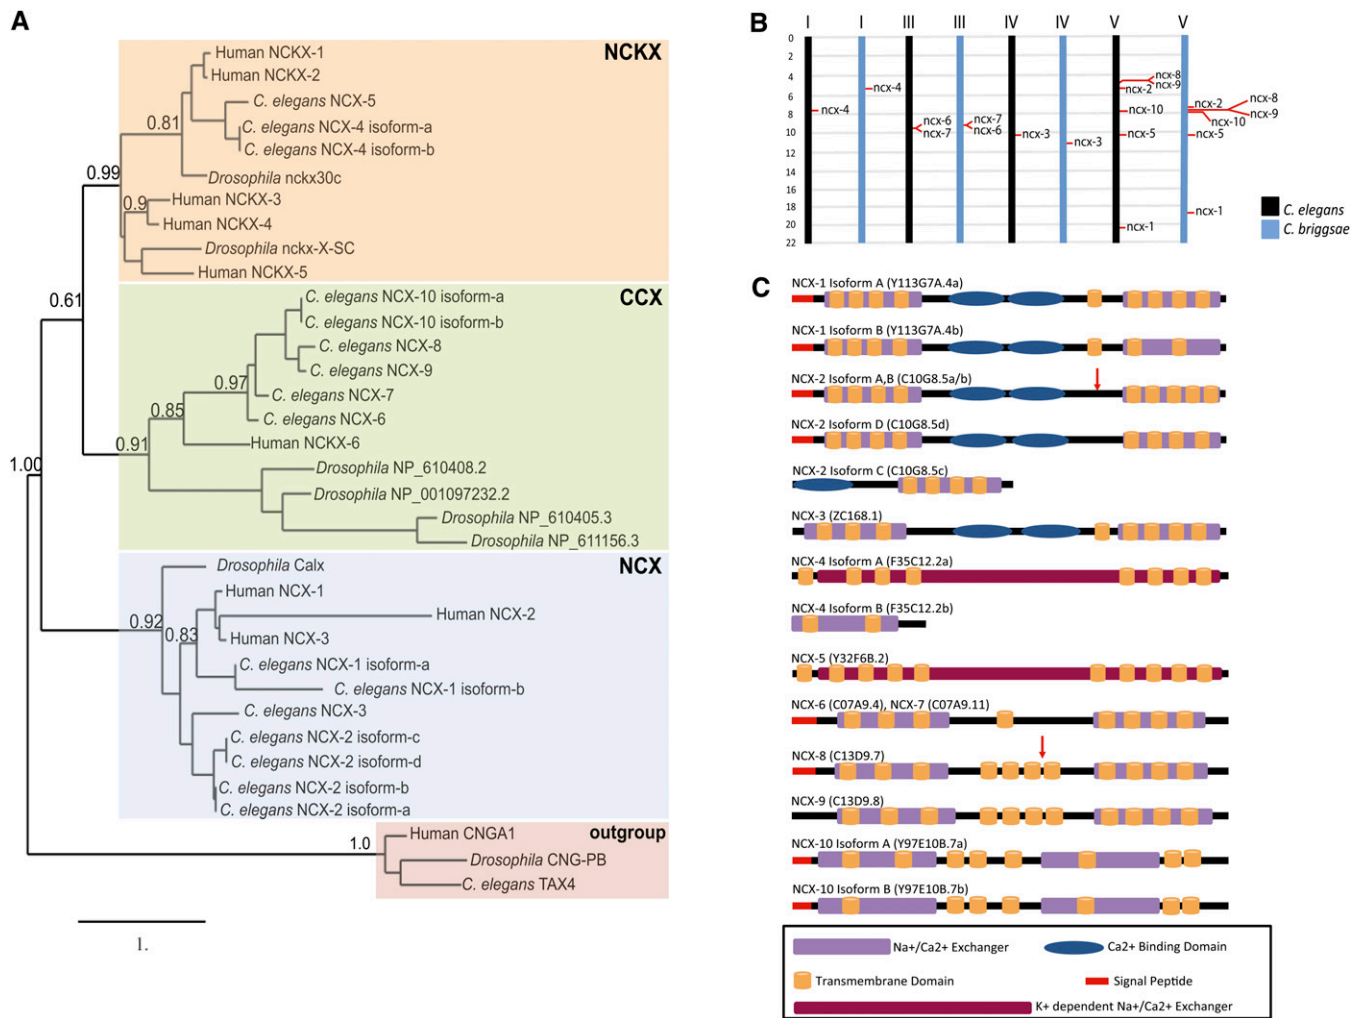 A
NCKX
Human NCKX-1
Human NCKX-2
C. elegans NCX-5
C. elegans NCX-4 isoform-a
C. elegans NCX-4 isoform-b
Drosophila nckx30c
Human NCKX-3
Human NCKX-4
Drosophila nckx-X-SC
Human NCKX-5
0.81
0.99
0.9
0.61
CCX
C. elegans NCX-10 isoform-a
C. elegans NCX-10 isoform-b
C. elegans NCX-8
C. elegans NCX-9
C. elegans NCX-7
C. elegans NCX-6
Human NCKX-6
Drosophila NP_610408.2
Drosophila NP_001097232.2
Drosophila NP_610405.3
Drosophila NP_611156.3
0.97
0.85
0.91
1.00
NCX
Drosophila Calx
Human NCX-1
Human NCX-2
Human NCX-3
C. elegans NCX-1 isoform-a
C. elegans NCX-1 isoform-b
C. elegans NCX-3
C. elegans NCX-2 isoform-c
C. elegans NCX-2 isoform-d
C. elegans NCX-2 isoform-b
C. elegans NCX-2 isoform-a
0.92
0.83
outgroup
Human CNGA1
Drosophila CNG-PB
C. elegans TAX4
1.0
1.
B
I I III III IV IV V V
0
2
4
6
8
10
12
14
16
18
20
22
ncx-4
ncx-4
ncx-6
ncx-7
ncx-7
ncx-6
ncx-3
ncx-3
ncx-8
ncx-9
ncx-2
ncx-10
ncx-5
ncx-1
ncx-2
ncx-8
ncx-9
ncx-10
ncx-5
ncx-1
C. elegans
C. briggsae
C
NCX-1 Isoform A (Y113G7A.4a)
NCX-1 Isoform B (Y113G7A.4b)
NCX-2 Isoform A,B (C10G8.5a/b)
NCX-2 Isoform D (C10G8.5d)
NCX-2 Isoform C (C10G8.5c)
NCX-3 (ZC168.1)
NCX-4 Isoform A (F35C12.2a)
NCX-4 Isoform B (F35C12.2b)
NCX-5 (Y32F6B.2)
NCX-6 (C07A9.4), NCX-7 (C07A9.11)
NCX-8 (C13D9.7)
NCX-9 (C13D9.8)
NCX-10 Isoform A (Y97E10B.7a)
NCX-10 Isoform B (Y97E10B.7b)
Na+/Ca2+ Exchanger
Ca2+ Binding Domain
Transmembrane Domain
Signal Peptide
K+ dependent Na+/Ca2+ Exchanger